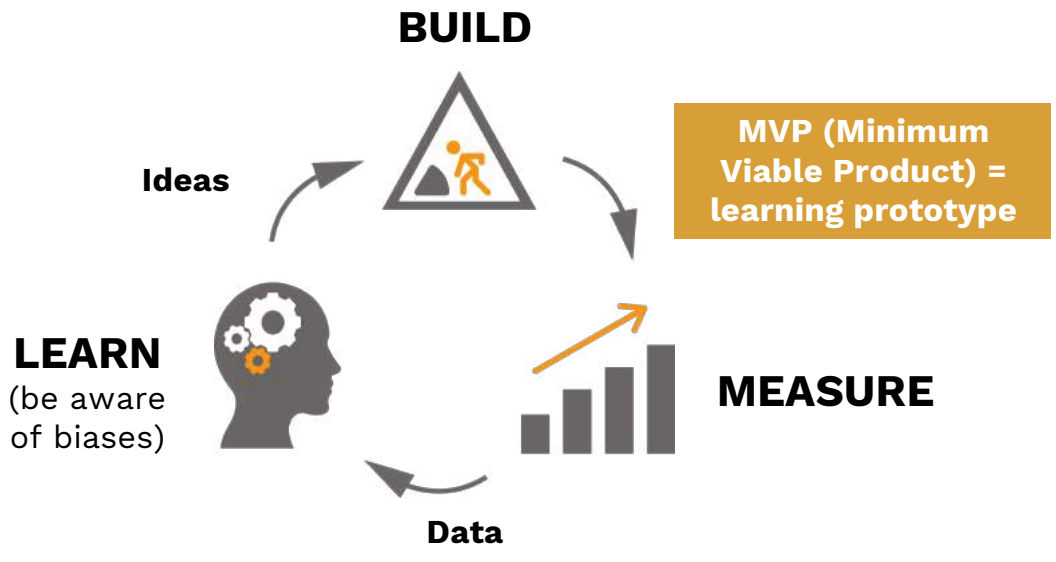 BUILD
MVP (Minimum
Viable Product) =
learning prototype
Ideas
LEARN
(be aware
of biases)
MEASURE
Data